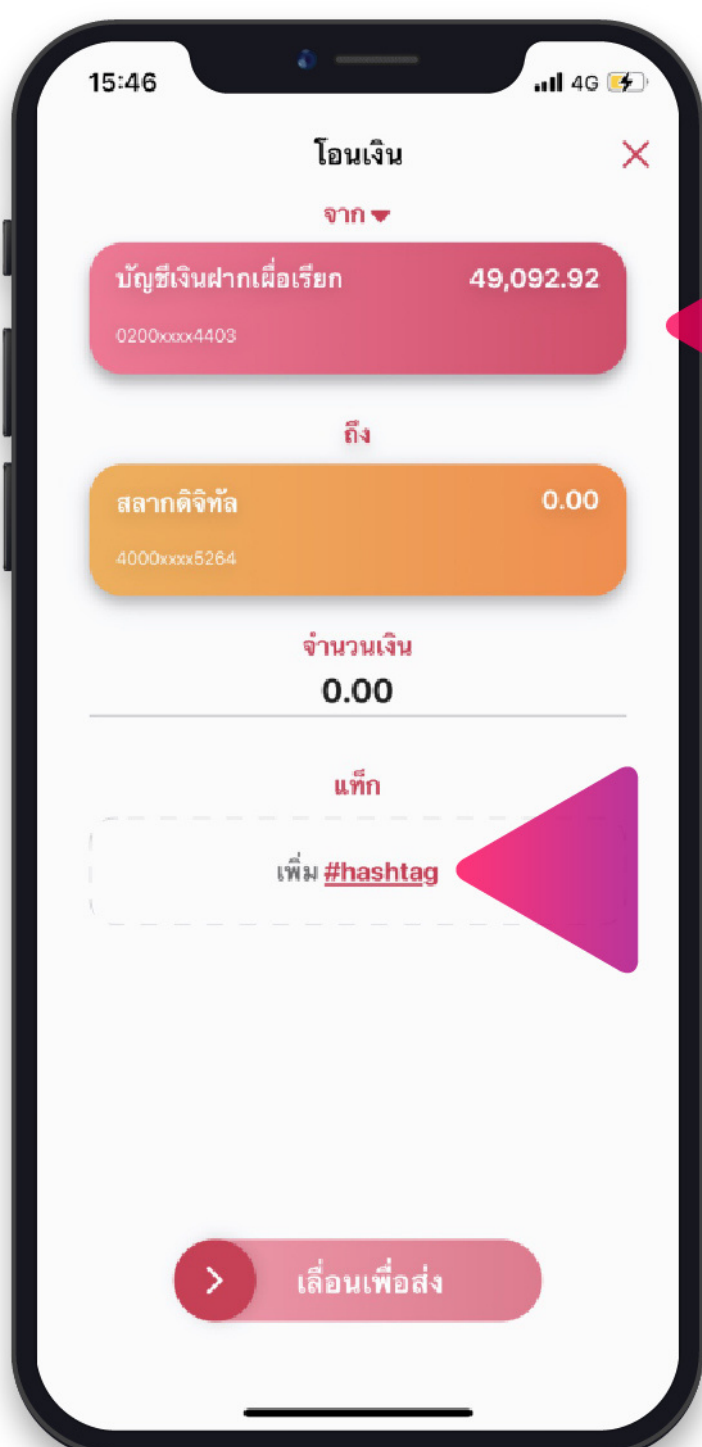 15:46
4G
โอนเงิน
จาก
บัญชีเงินฝากเผื่อเรียก 49,092.92
0200xxxx4403
ถึง
สลากดิจิทัล 0.00
4000xxxx5264
จำนวนเงิน
0.00
แท็ก
เพิ่ม #hashtag
เลื่อนเพื่อส่ง